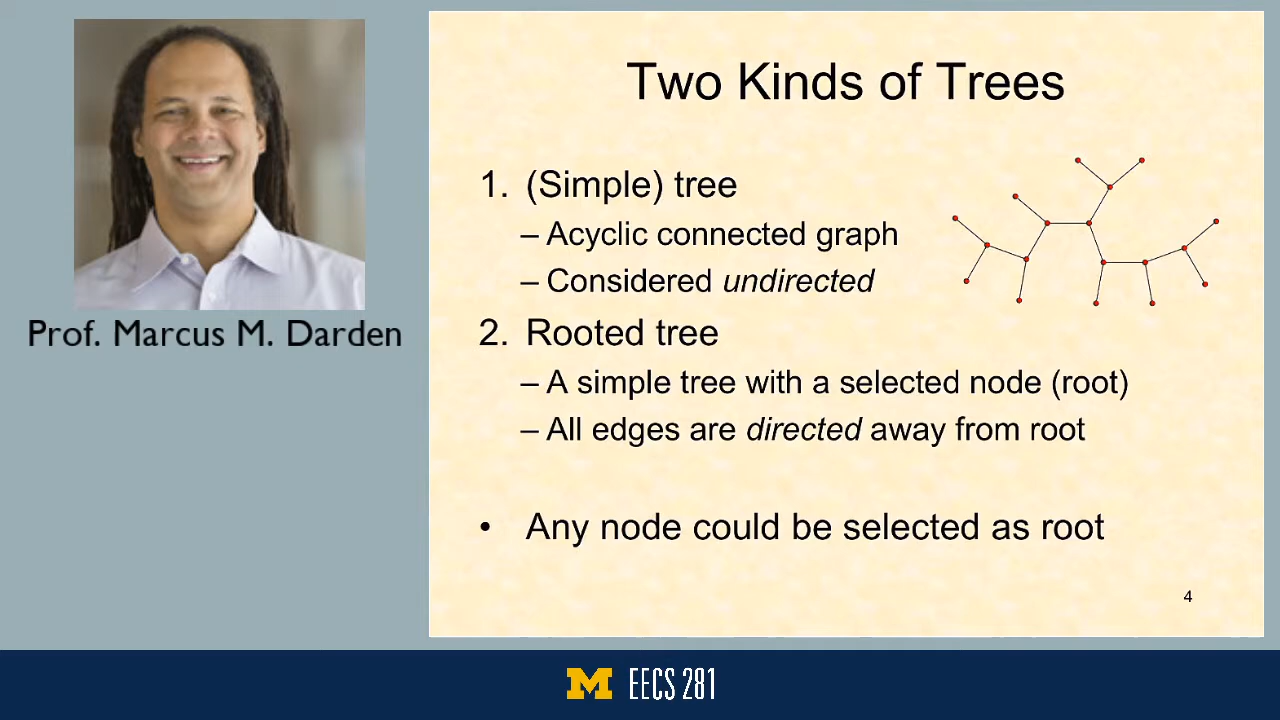 Two Kinds of Trees
1. (Simple) tree
– Acyclic connected graph
– Considered undirected
2. Rooted tree
– A simple tree with a selected node (root)
– All edges are directed away from root
• Any node could be selected as root
4
Prof. Marcus M. Darden
M EECS 281